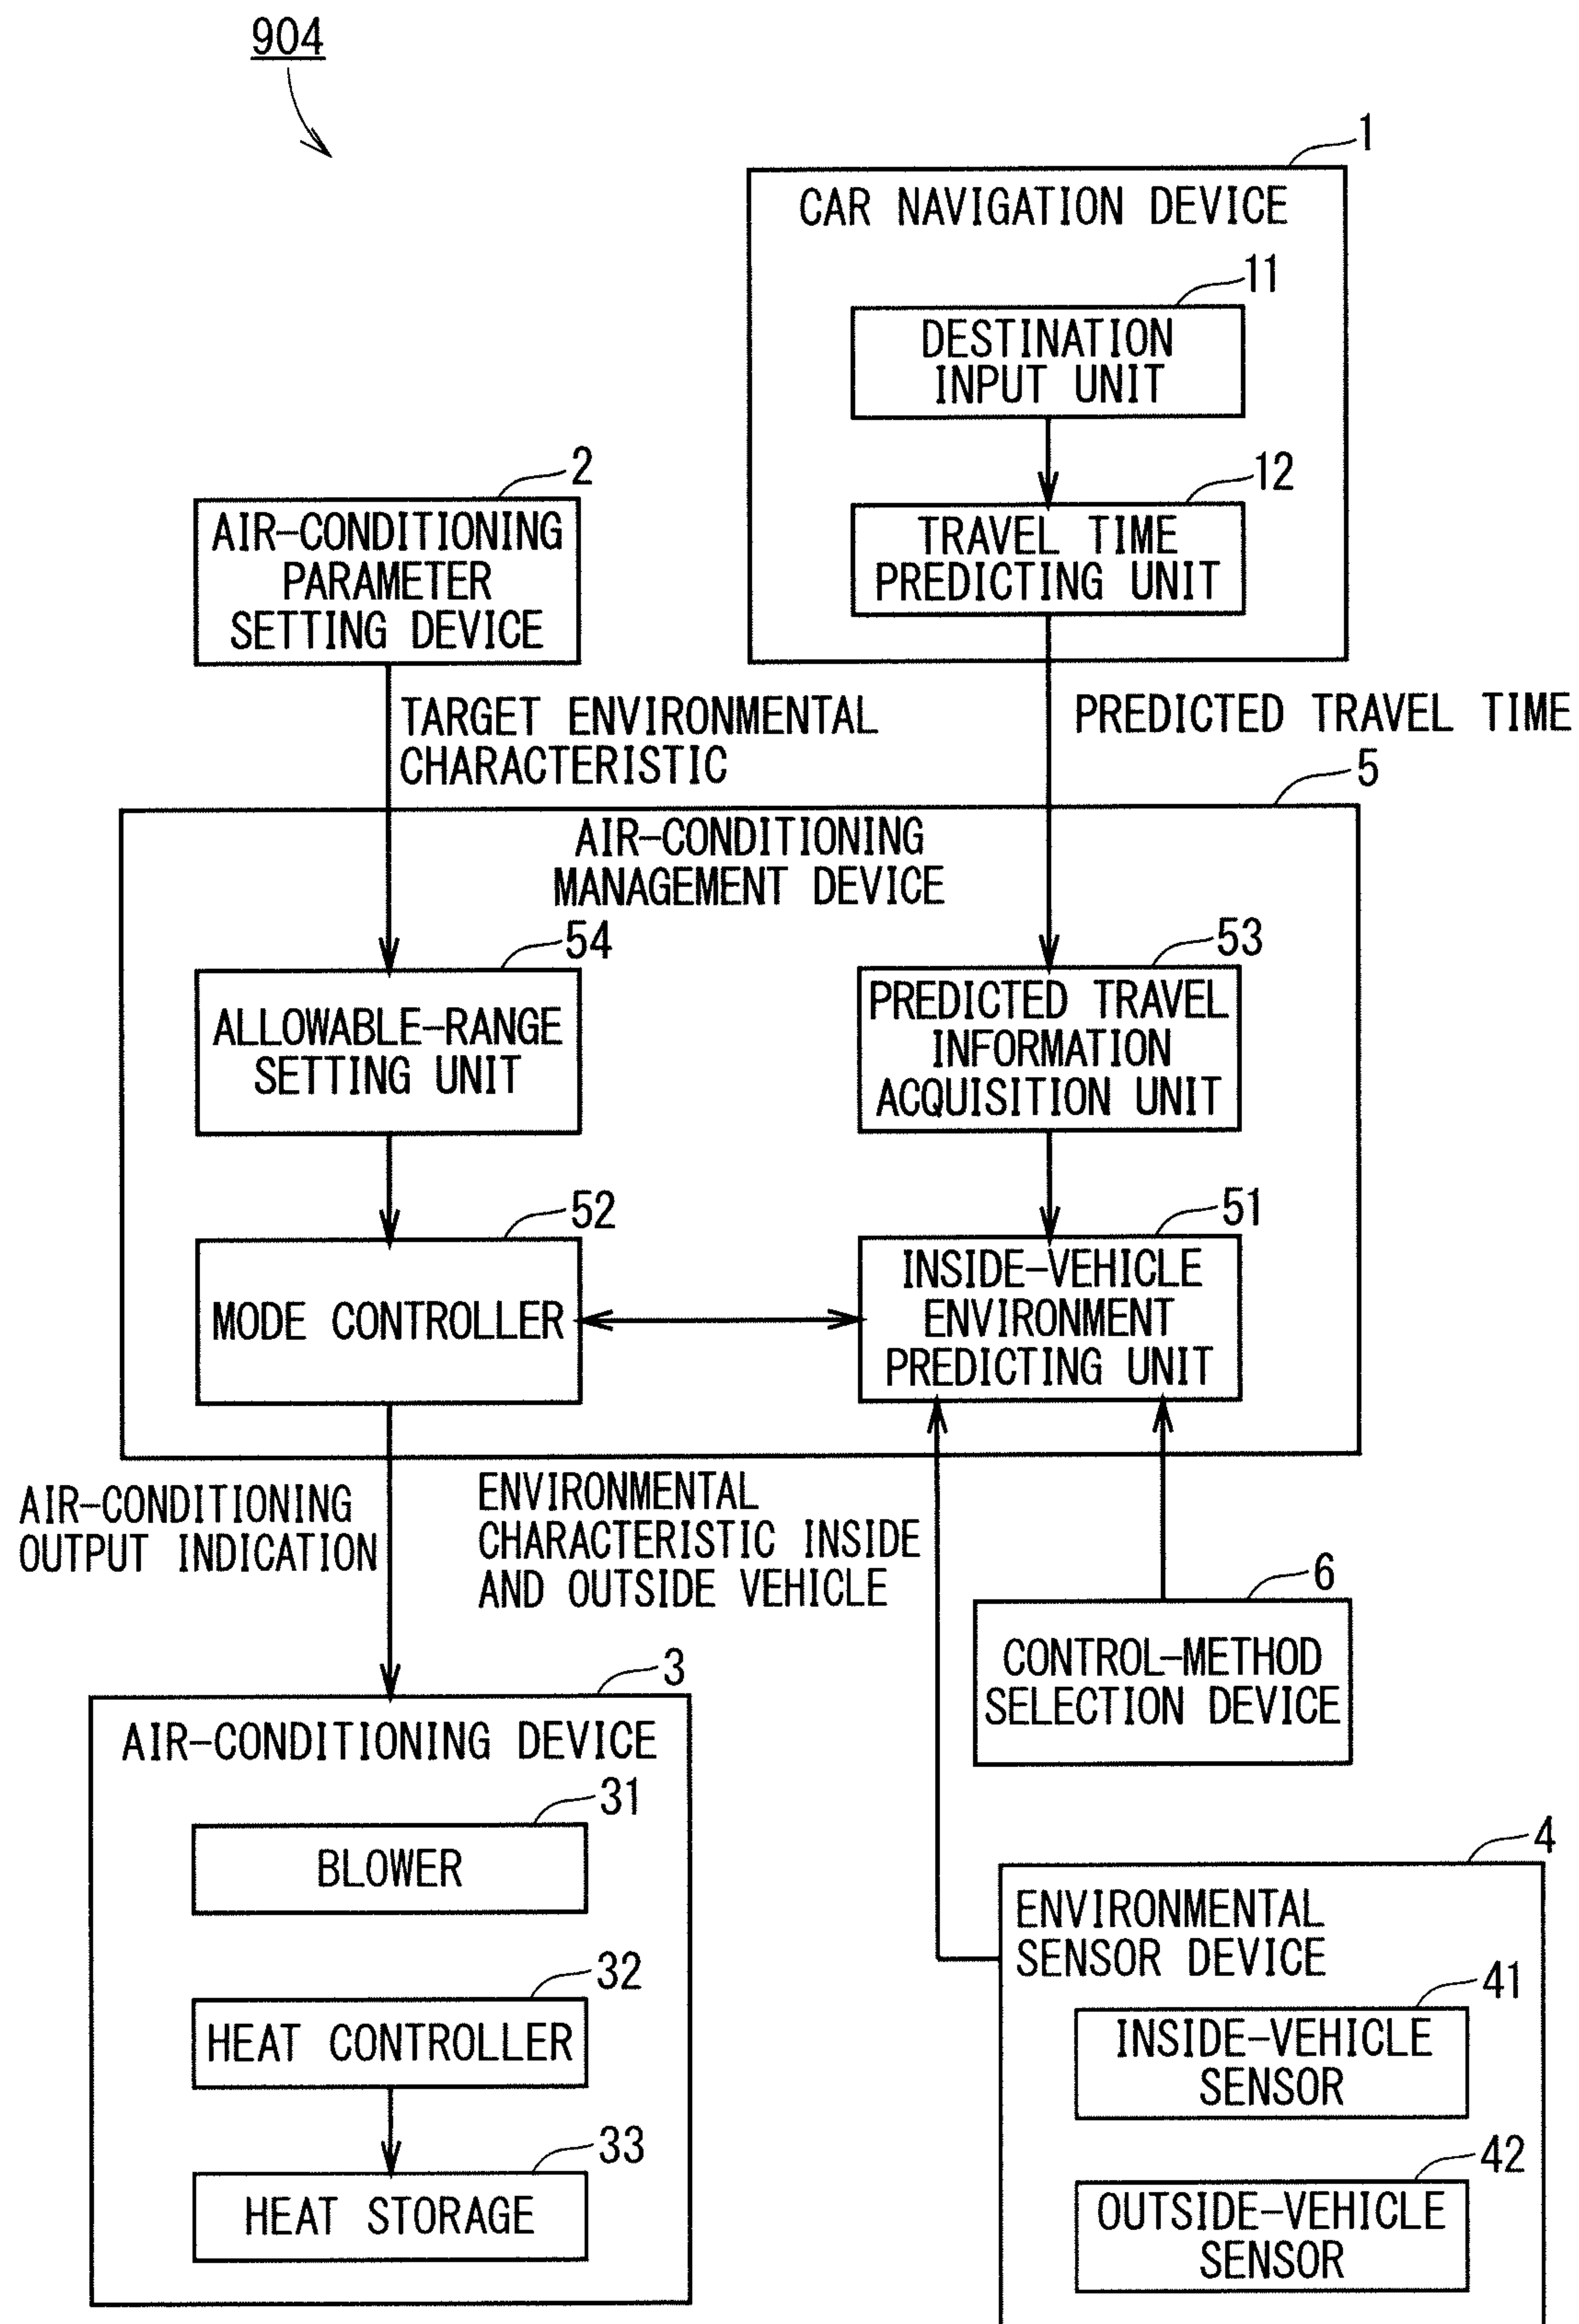 904
1
CAR NAVIGATION DEVICE
11
DESTINATION
INPUT UNIT
12
TRAVEL TIME
PREDICTING UNIT
2
AIR-CONDITIONING
PARAMETER
SETTING DEVICE
TARGET ENVIRONMENTAL
CHARACTERISTIC
PREDICTED TRAVEL TIME
5
AIR-CONDITIONING
MANAGEMENT DEVICE
54
ALLOWABLE-RANGE
SETTING UNIT
53
PREDICTED TRAVEL
INFORMATION
ACQUISITION UNIT
52
MODE CONTROLLER
51
INSIDE-VEHICLE
ENVIRONMENT
PREDICTING UNIT
AIR-CONDITIONING
OUTPUT INDICATION
ENVIRONMENTAL
CHARACTERISTIC INSIDE
AND OUTSIDE VEHICLE
6
CONTROL-METHOD
SELECTION DEVICE
3
AIR-CONDITIONING DEVICE
31
BLOWER
32
HEAT CONTROLLER
33
HEAT STORAGE
4
ENVIRONMENTAL
SENSOR DEVICE
41
INSIDE-VEHICLE
SENSOR
42
OUTSIDE-VEHICLE
SENSOR